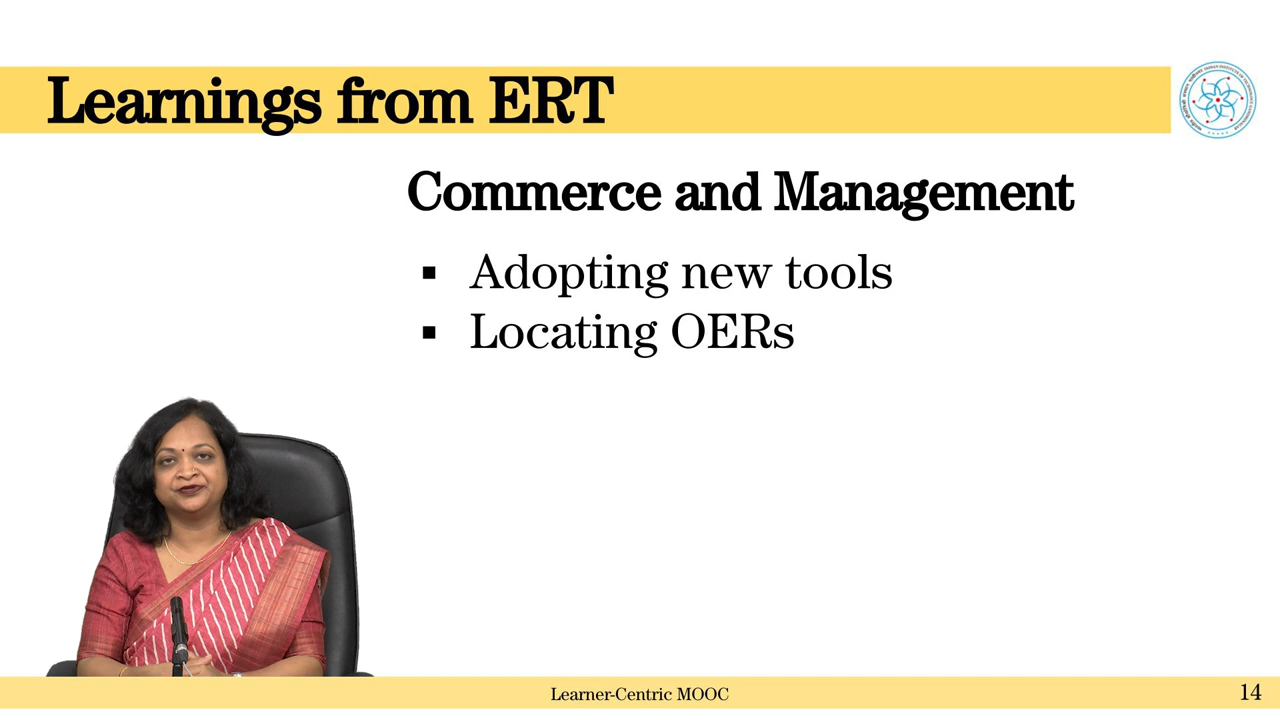 Learnings from ERT
Commerce and Management
▪ Adopting new tools
▪ Locating OERs
Learner-Centric MOOC
14